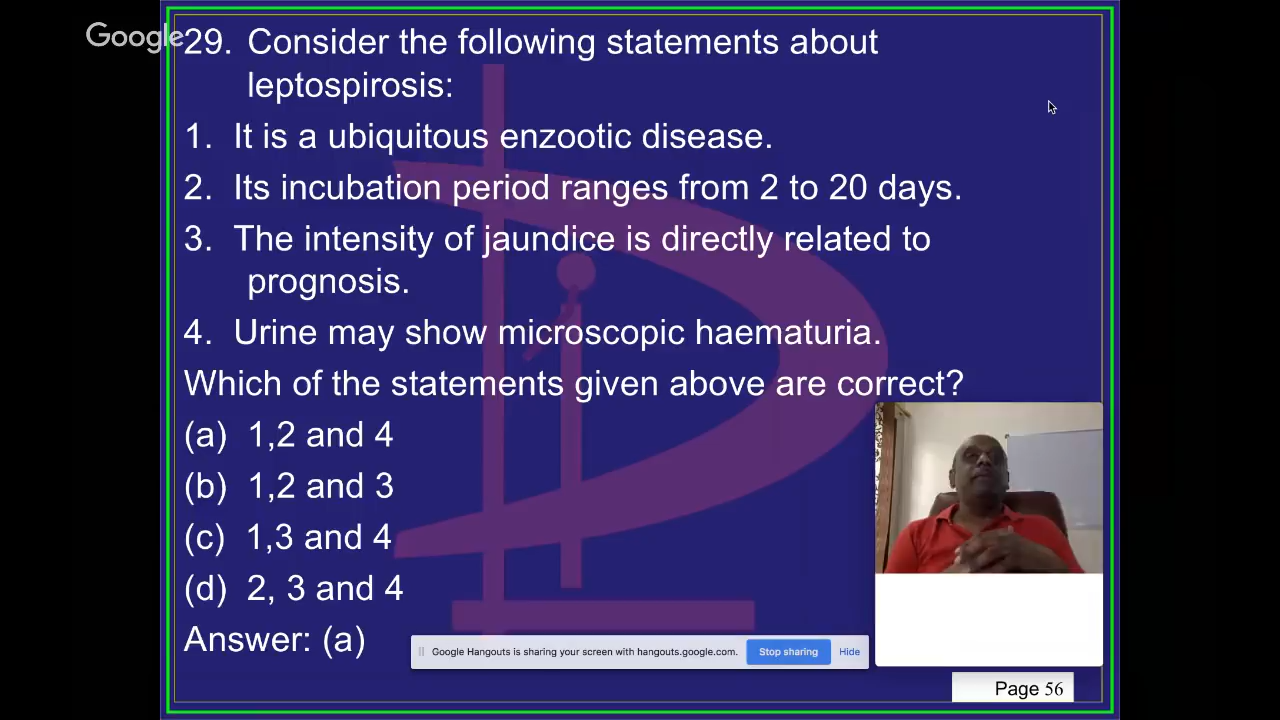 Google
29. Consider the following statements about
leptospirosis:
1. It is a ubiquitous enzootic disease.
2. Its incubation period ranges from 2 to 20 days.
3. The intensity of jaundice is directly related to
prognosis.
4. Urine may show microscopic haematuria.
Which of the statements given above are correct?
(a) 1,2 and 4
(b) 1,2 and 3
(c) 1,3 and 4
(d) 2, 3 and 4
Answer: (a)
Google Hangouts is sharing your screen with hangouts.google.com. Stop sharing Hide
Page 56